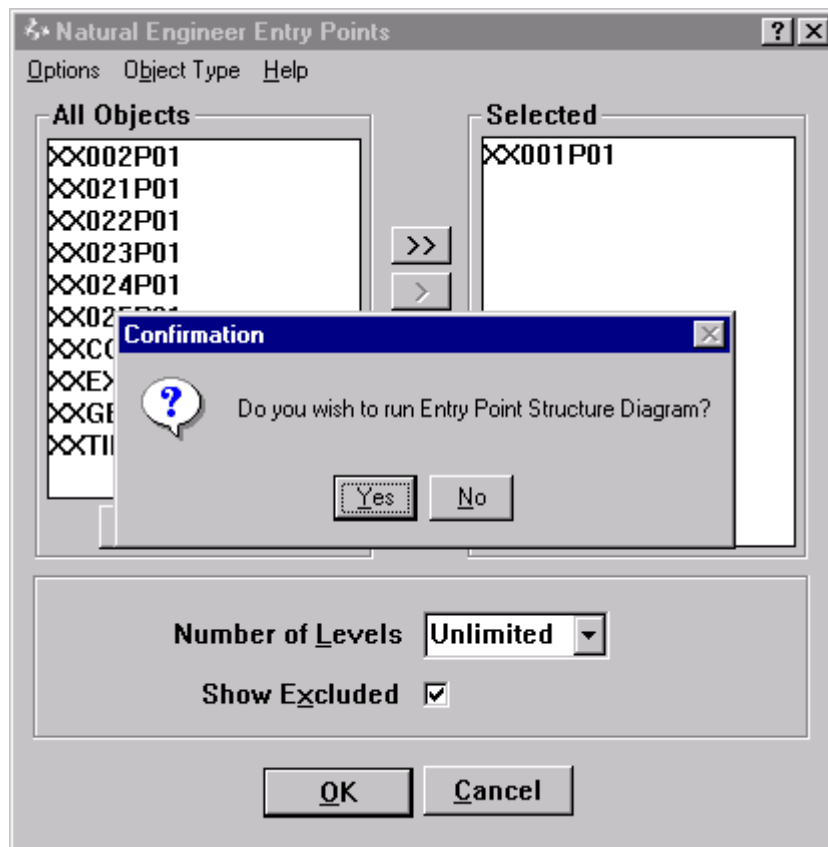 Natural Engineer Entry Points
Options Object Type Help
All Objects
XX002P01
XX021P01
XX022P01
XX023P01
XX024P01
Selected
XX001P01
>>
>
Confirmation
Do you wish to run Entry Point Structure Diagram?
Yes No
Number of Levels Unlimited
Show Excluded
OK Cancel